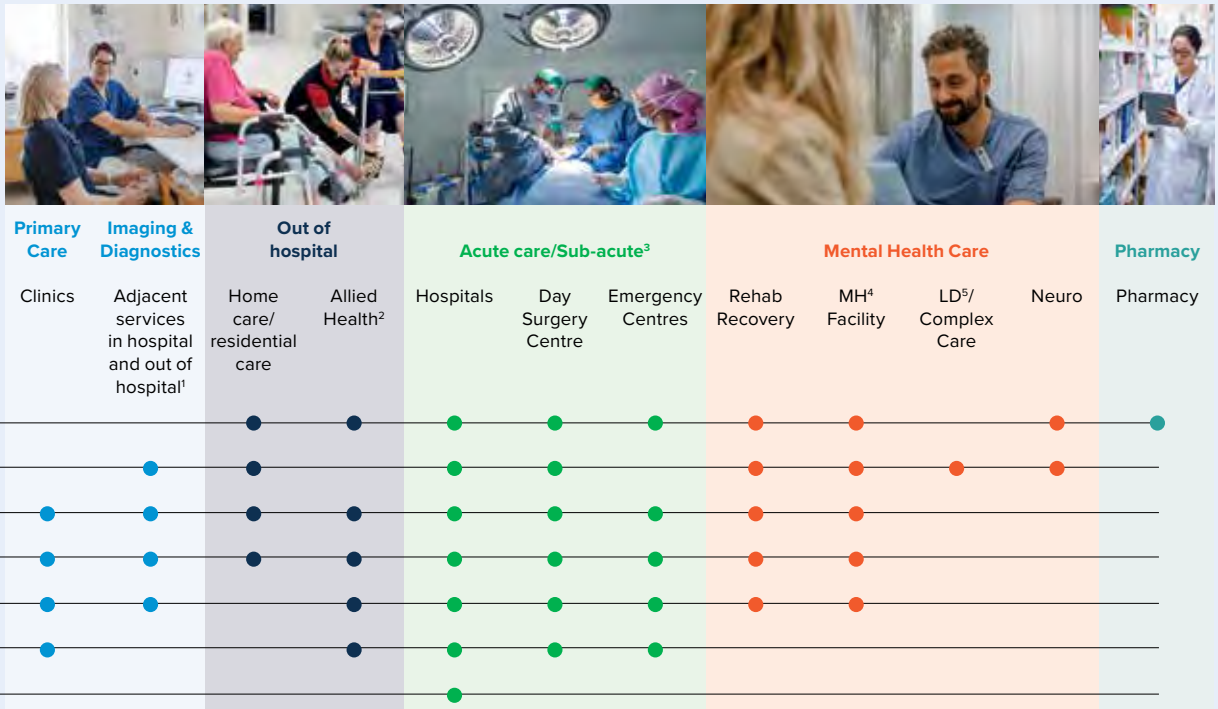 Primary
Care
Imaging &
Diagnostics
Out of
hospital
Acute care/Sub-acute³
Mental Health Care
Pharmacy
Clinics
Adjacent
services
in hospital
and out of
hospital¹
Home
care/
residential
care
Allied
Health²
Hospitals
Day
Surgery
Centre
Emergency
Centres
Rehab
Recovery
MH⁴
Facility
LD⁵/
Complex
Care
Neuro
Pharmacy